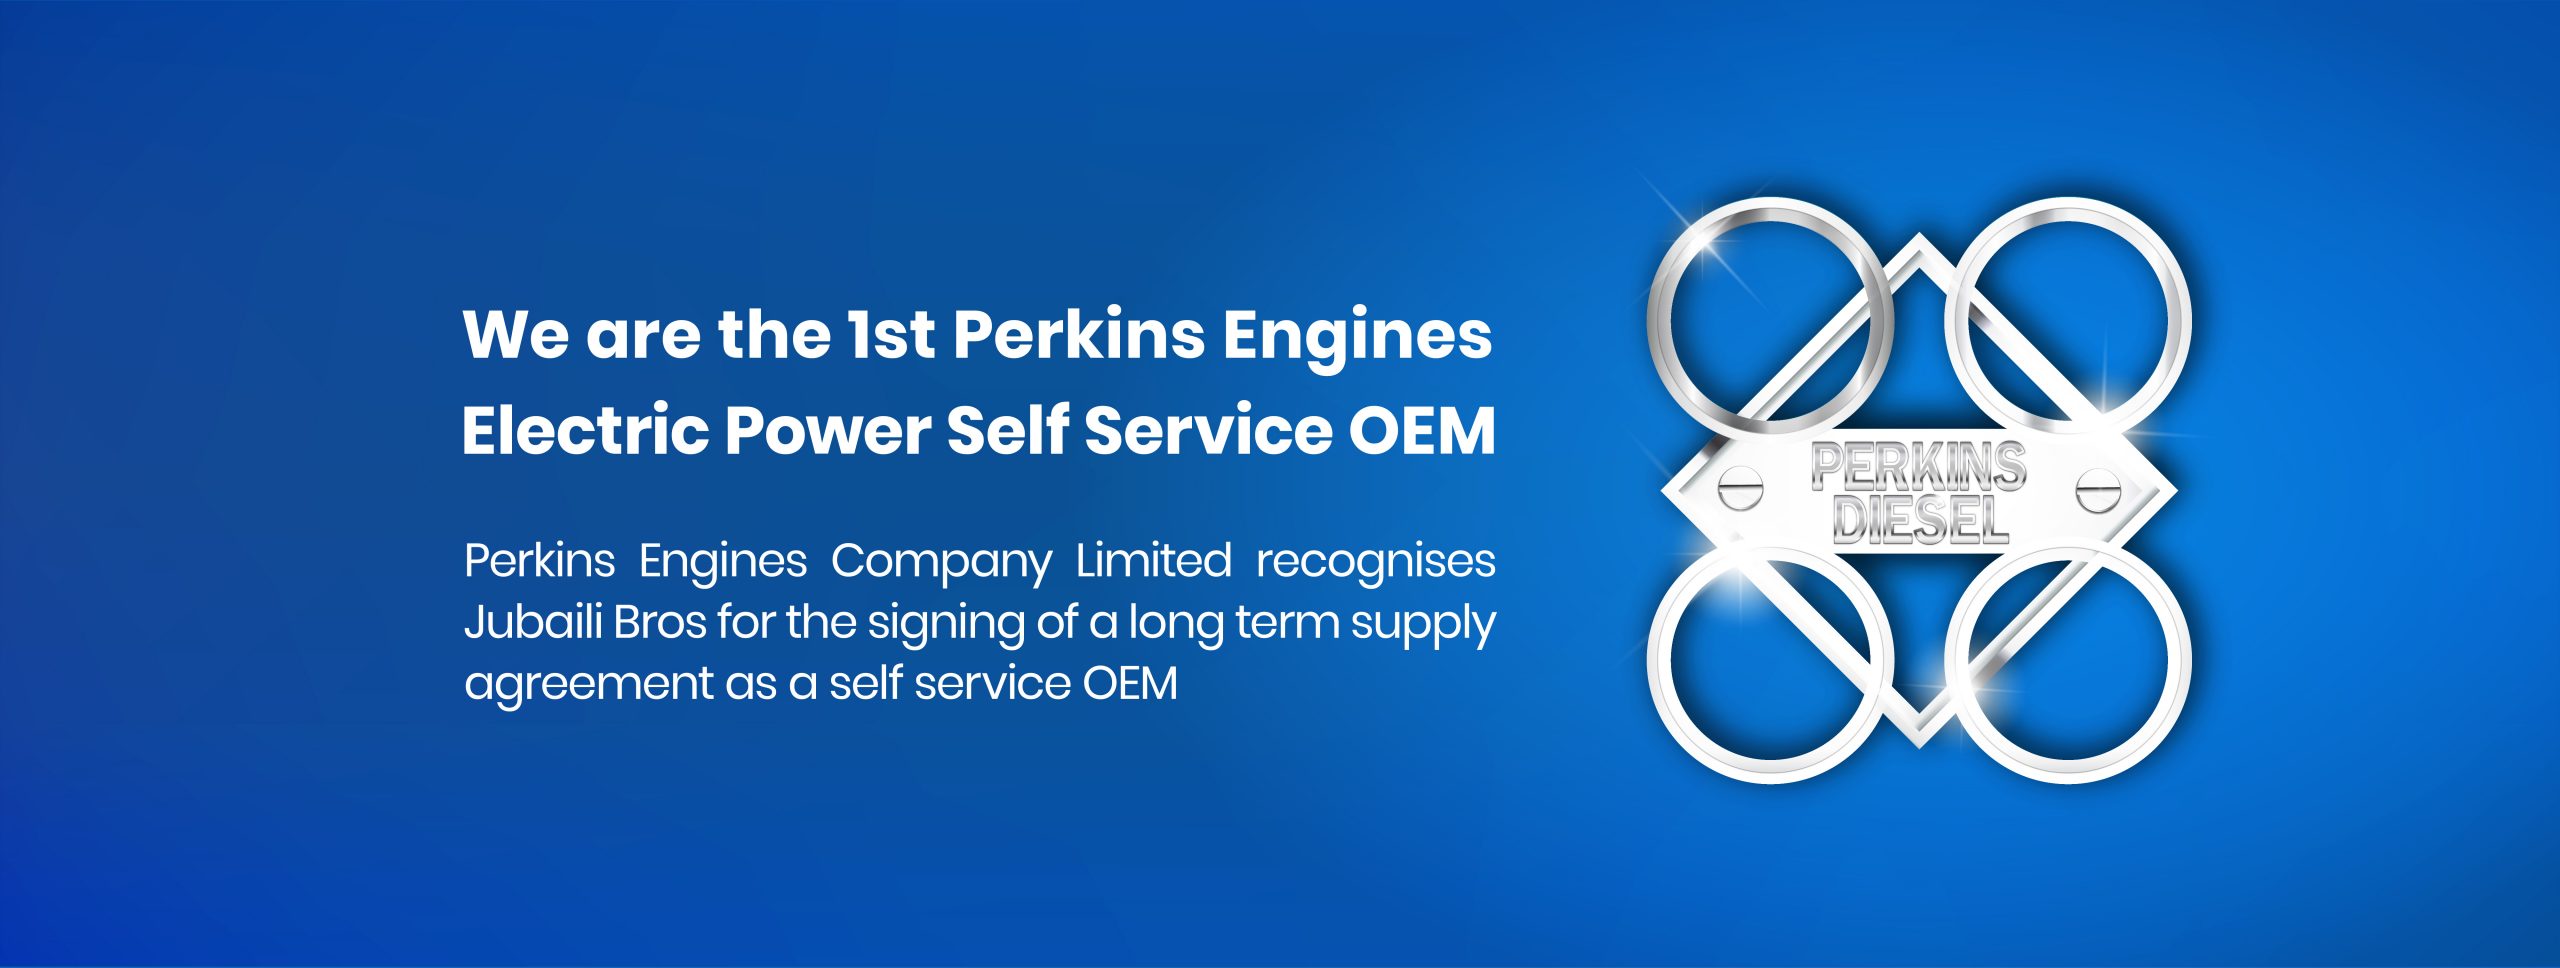 We are the 1st Perkins Engines
Electric Power Self Service OEM
Perkins Engines Company Limited recognises
Jubaili Bros for the signing of a long term supply
agreement as a self service OEM
PERKINS
DIESEL